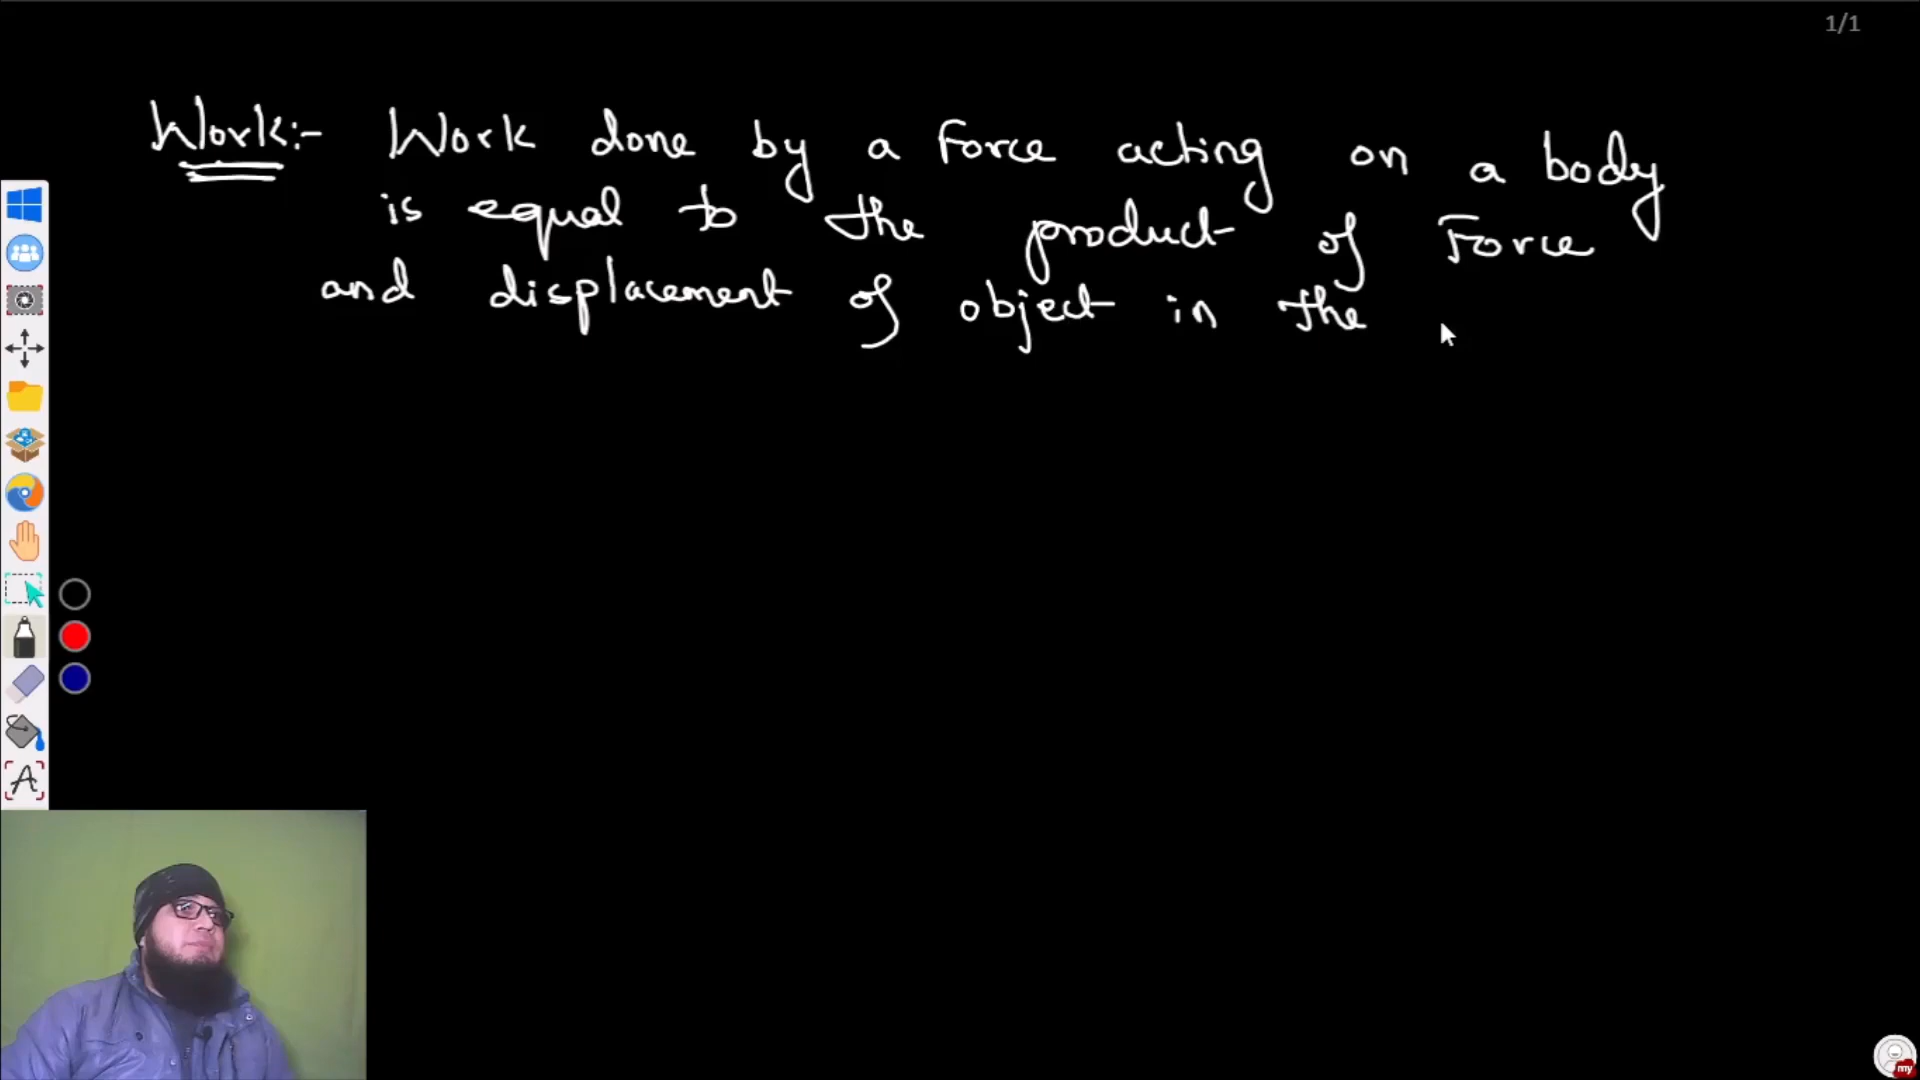 1/1
Work:- Work done by a Force acting on a body
is equal to the product of Force
and displacement of object in the
A
my